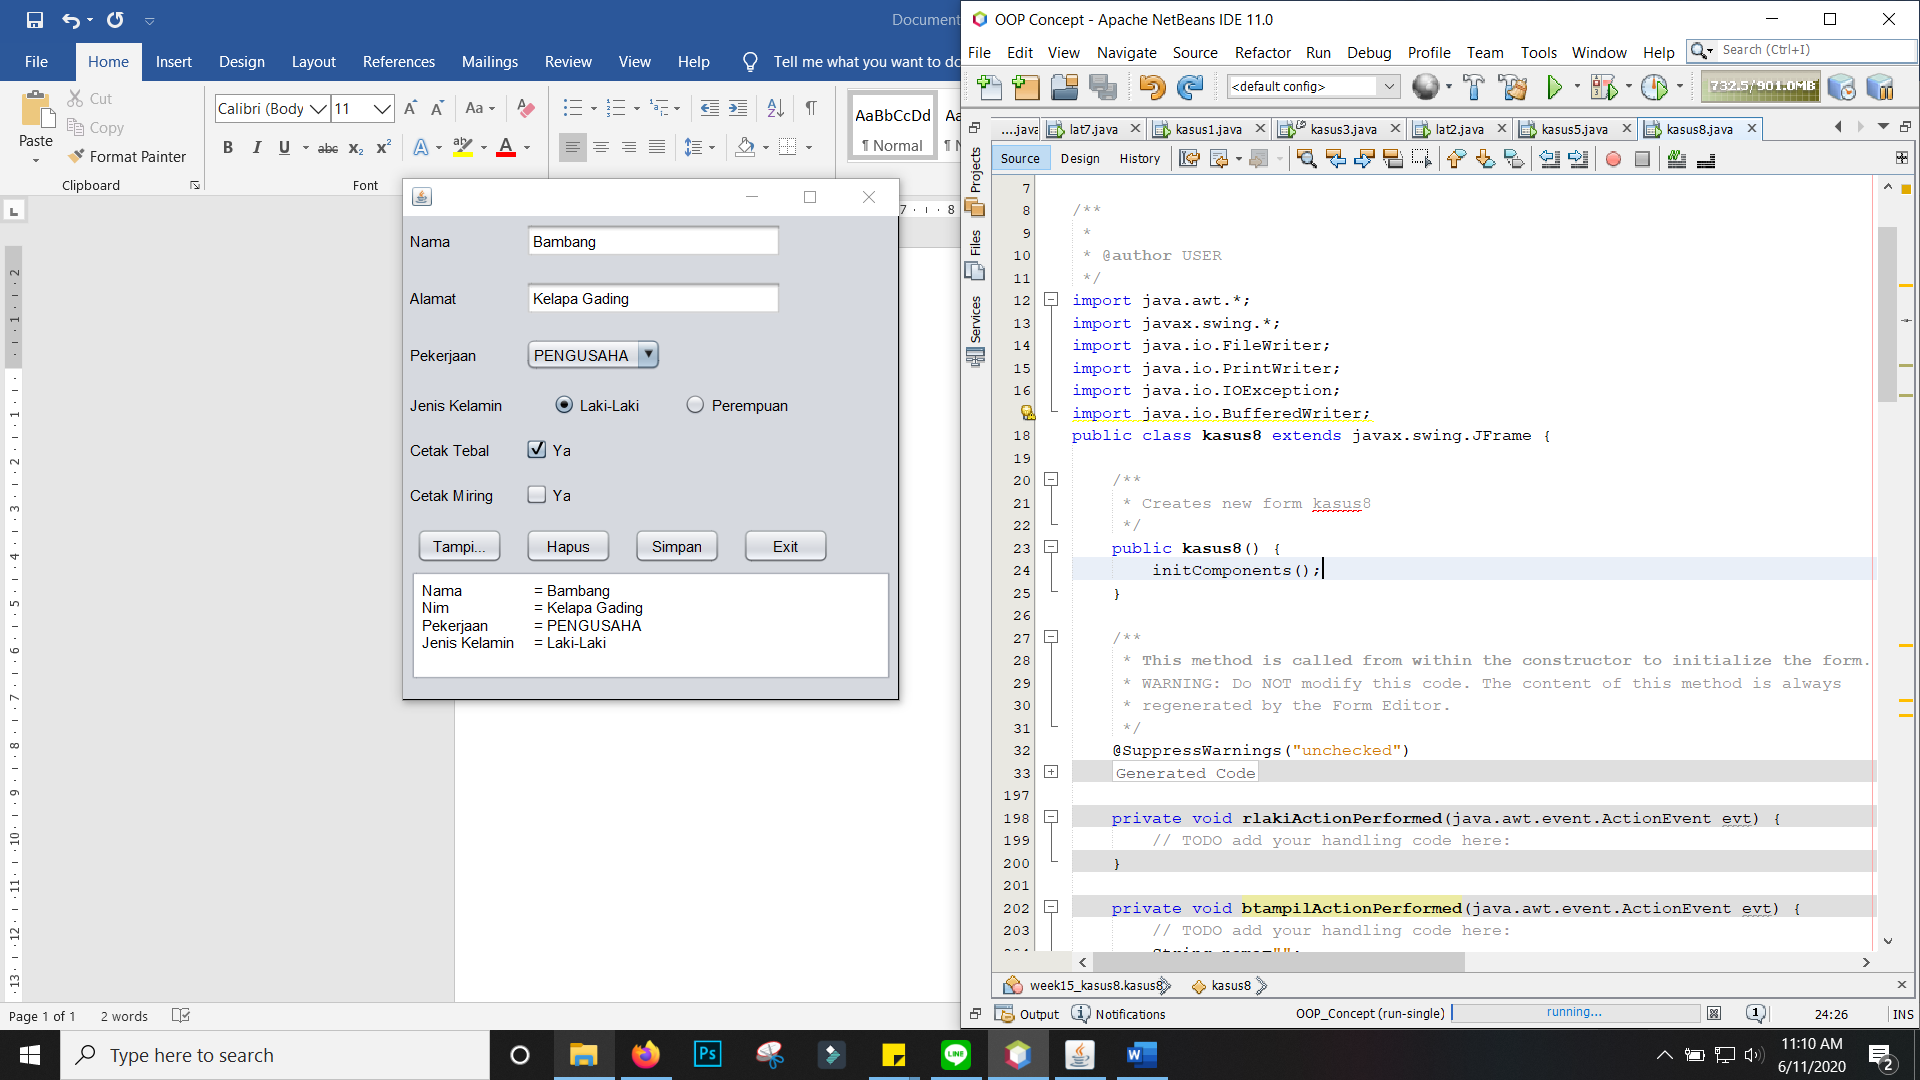 Document
File Home Insert Design Layout References Mailings Review View Help Tell me what you want to do
Paste
Cut
Copy
Format Painter
Clipboard
Calibri (Body 11
Aa
B I U abc x2 x2 A A
Font
AaBbCcDd
¶ Normal
Nama Bambang
Alamat Kelapa Gading
Pekerjaan PENGUSAHA
Jenis Kelamin Laki-Laki Perempuan
Cetak Tebal Ya
Cetak Miring Ya
Tampi... Hapus Simpan Exit
Nama = Bambang
Nim = Kelapa Gading
Pekerjaan = PENGUSAHA
Jenis Kelamin = Laki-Laki
Page 1 of 1 2 words
OOP Concept - Apache NetBeans IDE 11.0
File Edit View Navigate Source Refactor Run Debug Profile Team Tools Window Help Search (Ctrl+I)
<default config> 732.5/901.0MB
....java lat7.java kasus1.java kasus3.java lat2.java kasus5.java kasus8.java
Source Design History
Projects
Files
Services
7
8 /**
9 *
10 * @author USER
11 */
12 import java.awt.*;
13 import javax.swing.*;
14 import java.io.FileWriter;
15 import java.io.PrintWriter;
16 import java.io.IOException;
import java.io.BufferedWriter;
18 public class kasus8 extends javax.swing.JFrame {
19
20 /**
21 * Creates new form kasus8
22 */
23 public kasus8() {
24 initComponents();
25 }
26
27 /**
28 * This method is called from within the constructor to initialize the form.
29 * WARNING: Do NOT modify this code. The content of this method is always
30 * regenerated by the Form Editor.
31 */
32 @SuppressWarnings("unchecked")
33 Generated Code
197
198 private void rlakiActionPerformed(java.awt.event.ActionEvent evt) {
199 // TODO add your handling code here:
200 }
201
202 private void btampilActionPerformed(java.awt.event.ActionEvent evt) {
203 // TODO add your handling code here:
week15_kasus8.kasus8 kasus8
Output Notifications OOP_Concept (run-single) running... 1 24:26 INS
Type here to search
11:10 AM
6/11/2020
2